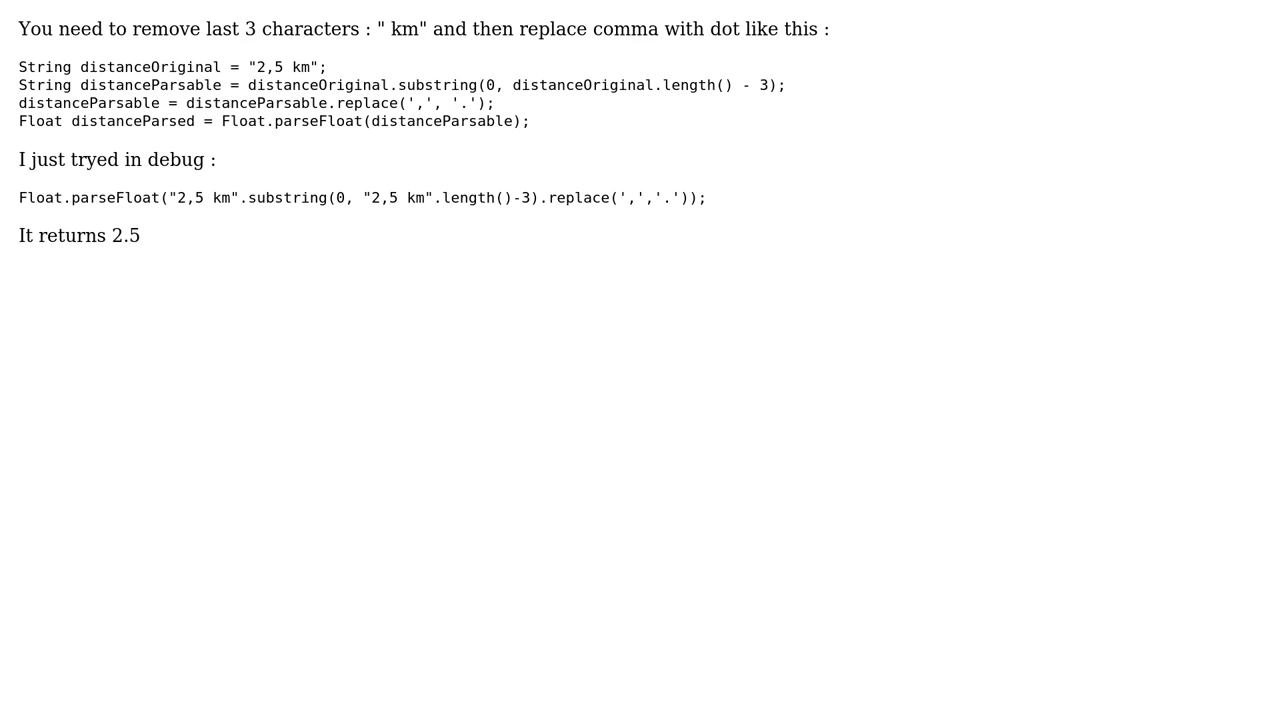 You need to remove last 3 characters : " km" and then replace comma with dot like this :
String distanceOriginal = "2,5 km";
String distanceParsable = distanceOriginal.substring(0, distanceOriginal.length() - 3);
distanceParsable = distanceParsable.replace(',', '.');
Float distanceParsed = Float.parseFloat(distanceParsable);
I just tryed in debug :
Float.parseFloat("2,5 km".substring(0, "2,5 km".length()-3).replace(',','.'));
It returns 2.5